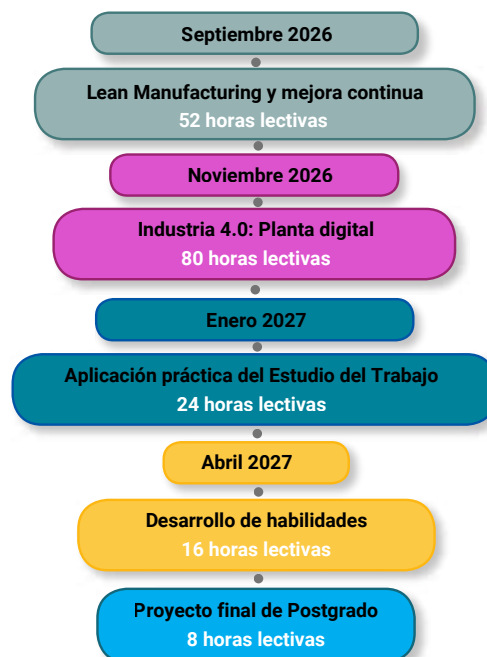 Septiembre 2026
Lean Manufacturing y mejora continua
52 horas lectivas
Noviembre 2026
Industria 4.0: Planta digital
80 horas lectivas
Enero 2027
Aplicación práctica del Estudio del Trabajo
24 horas lectivas
Abril 2027
Desarrollo de habilidades
16 horas lectivas
Proyecto final de Postgrado
8 horas lectivas